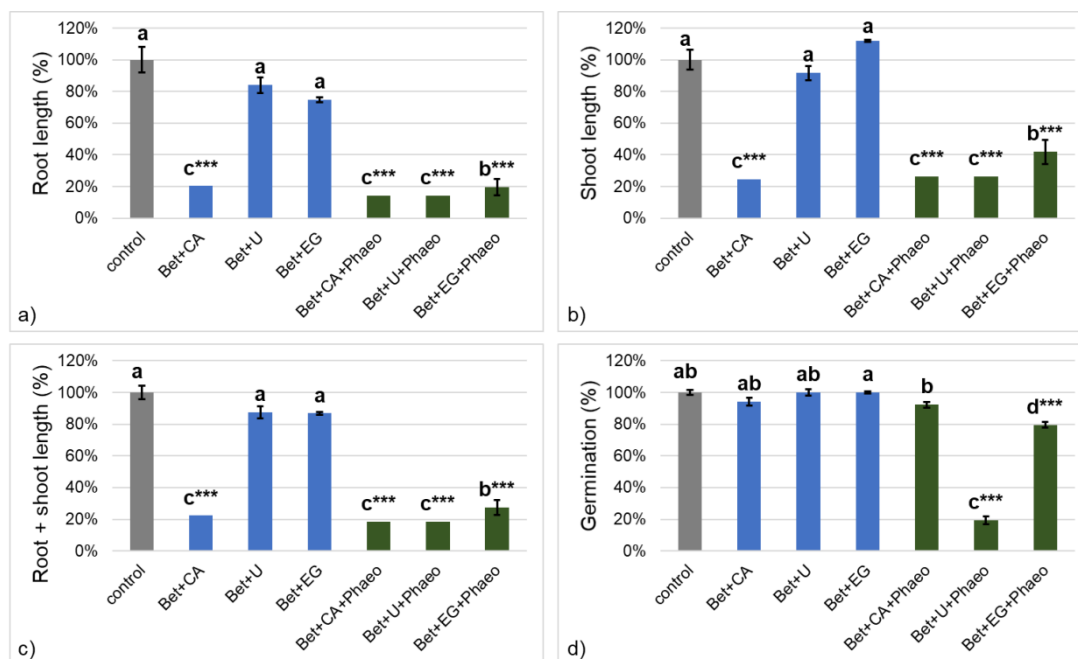 120%
100%
80%
60%
40%
20%
0%
Root length (%)
a
c***
a
a
c***
c***
b***
control
Bet+CA
Bet+U
Bet+EG
Bet+CA+Phaeo
Bet+U+Phaeo
Bet+EG+Phaeo
a)
120%
100%
80%
60%
40%
20%
0%
Shoot length (%)
a
c***
a
a
c***
c***
b***
control
Bet+CA
Bet+U
Bet+EG
Bet+CA+Phaeo
Bet+U+Phaeo
Bet+EG+Phaeo
b)
120%
100%
80%
60%
40%
20%
0%
Root + shoot length (%)
a
c***
a
a
c***
c***
b***
control
Bet+CA
Bet+U
Bet+EG
Bet+CA+Phaeo
Bet+U+Phaeo
Bet+EG+Phaeo
c)
120%
100%
80%
60%
40%
20%
0%
Germination (%)
ab
ab
ab
a
b
c***
d***
control
Bet+CA
Bet+U
Bet+EG
Bet+CA+Phaeo
Bet+U+Phaeo
Bet+EG+Phaeo
d)